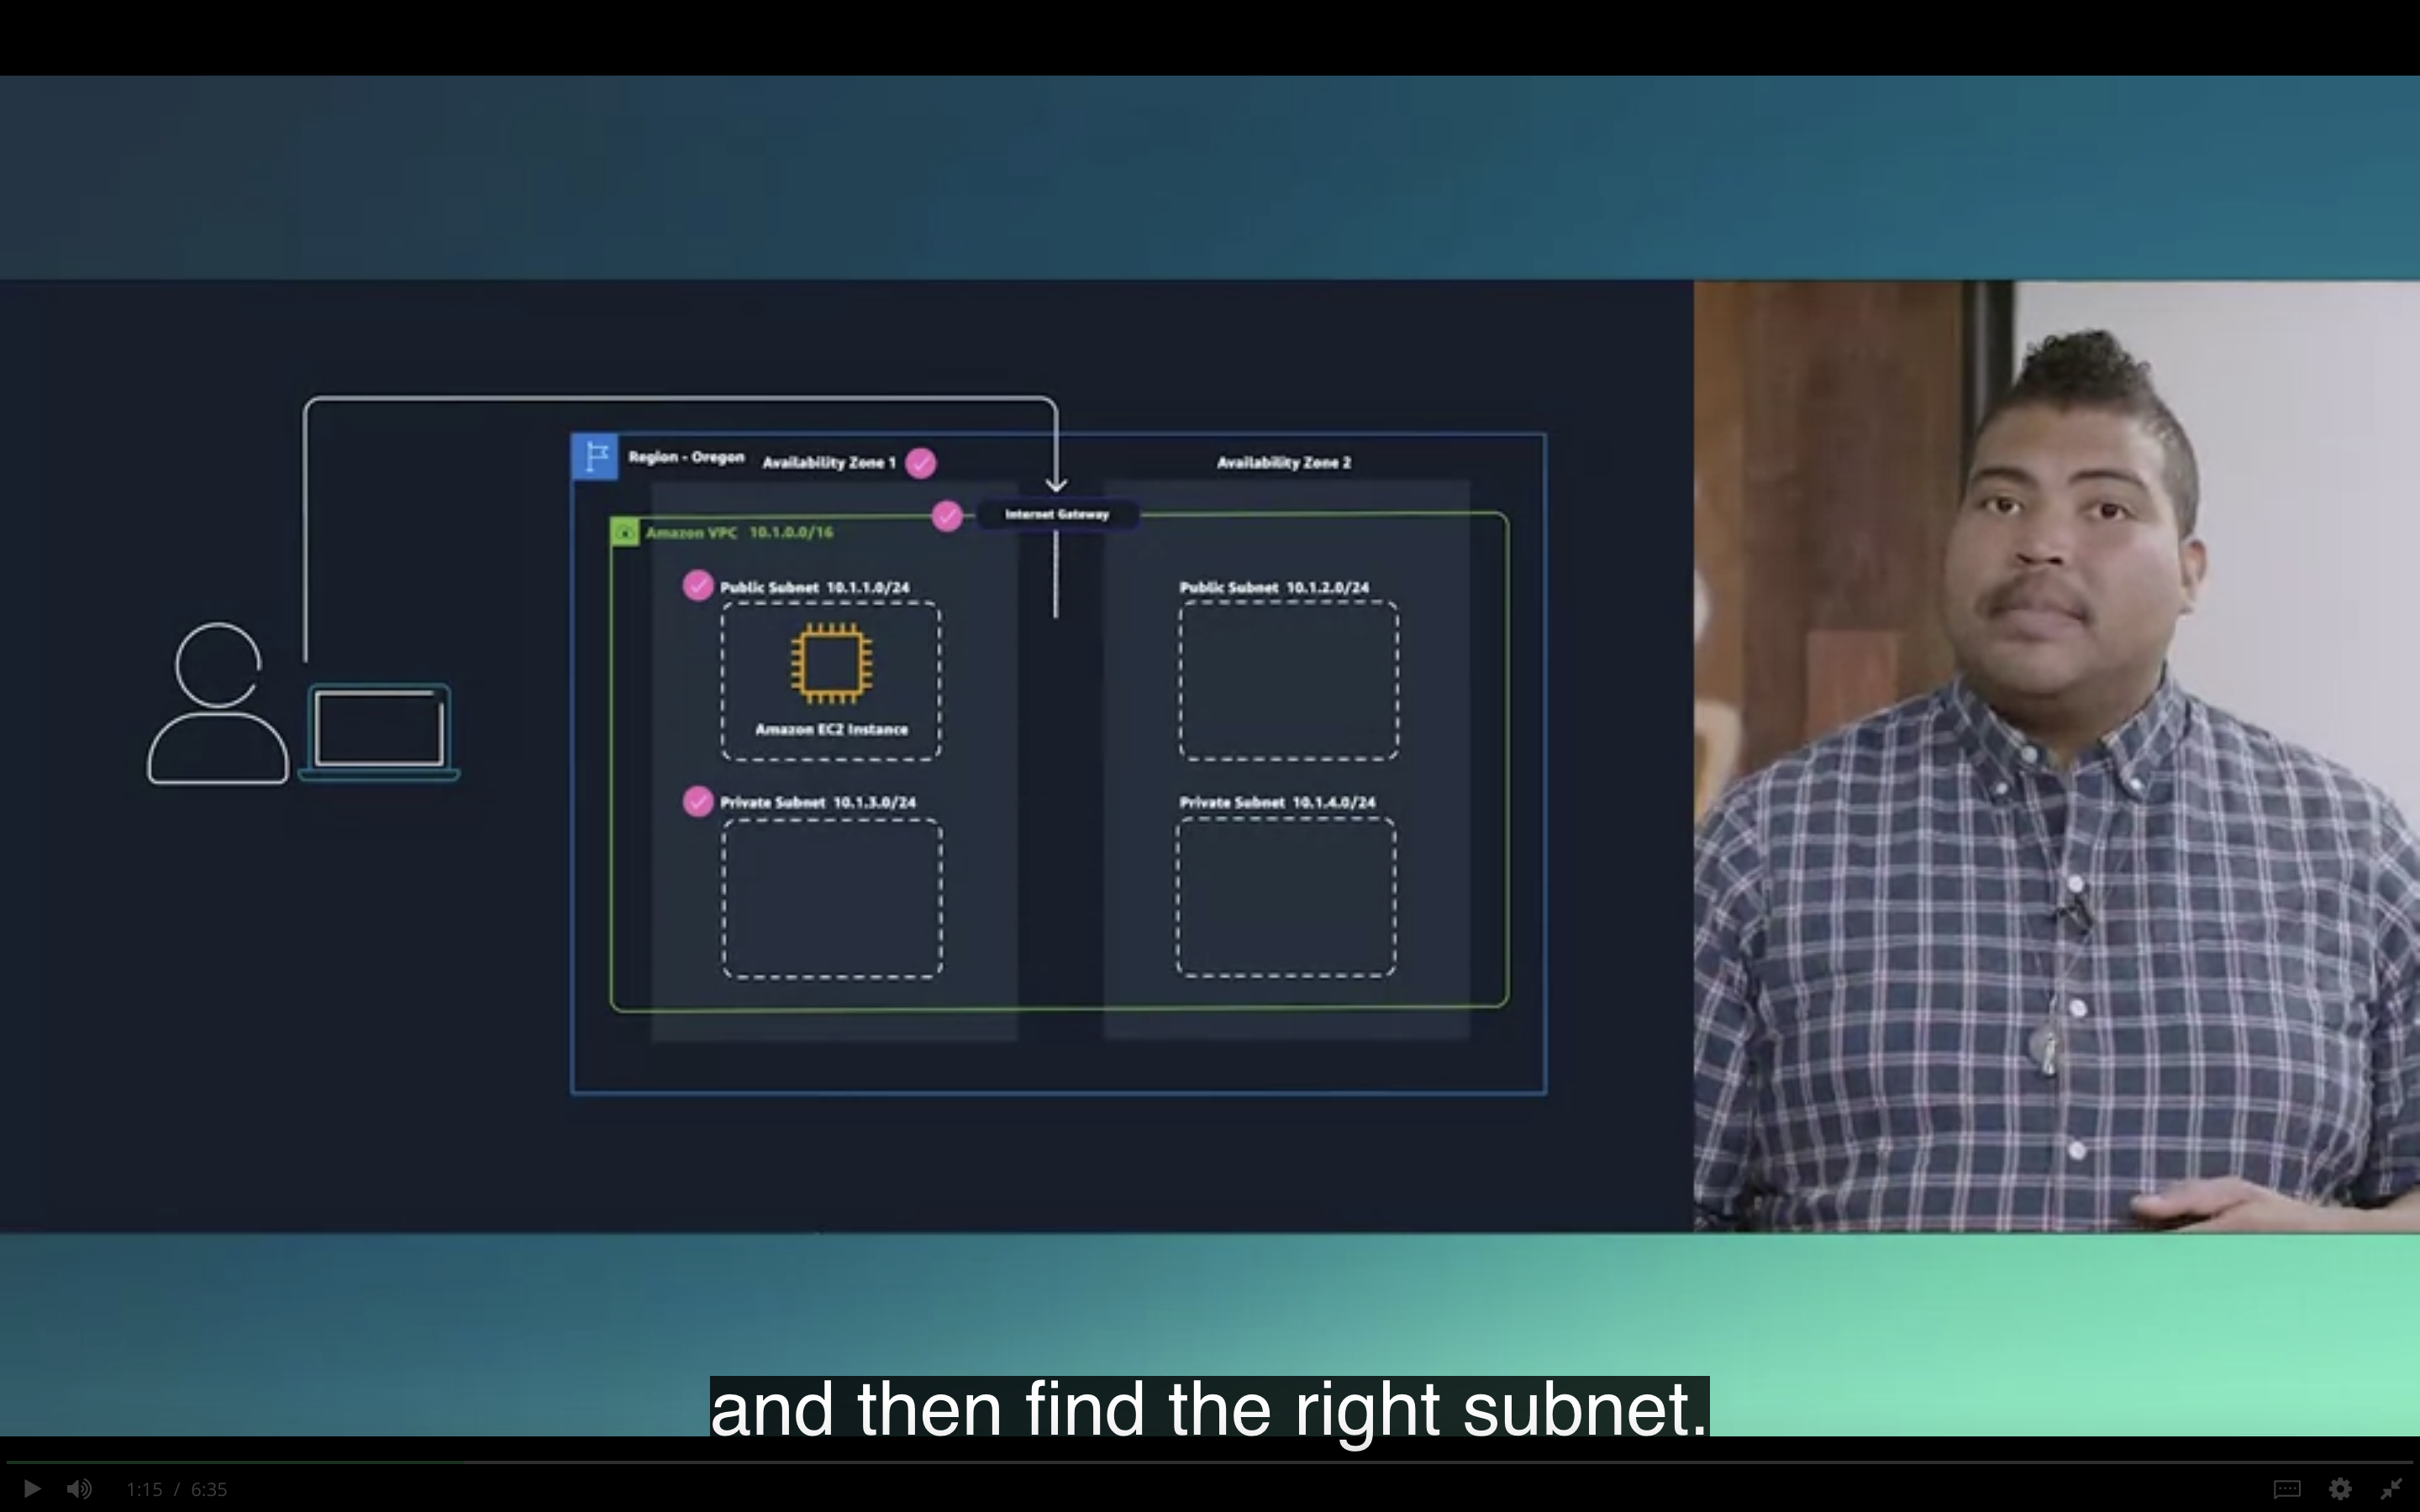 Region - Oregon
Availability Zone 1
Availability Zone 2
Internet Gateway
Amazon VPC 10.1.0.0/16
Public Subnet 10.1.1.0/24
Public Subnet 10.1.2.0/24
Amazon EC2 Instance
Private Subnet 10.1.3.0/24
Private Subnet 10.1.4.0/24
and then find the right subnet.
1:15 / 6:35